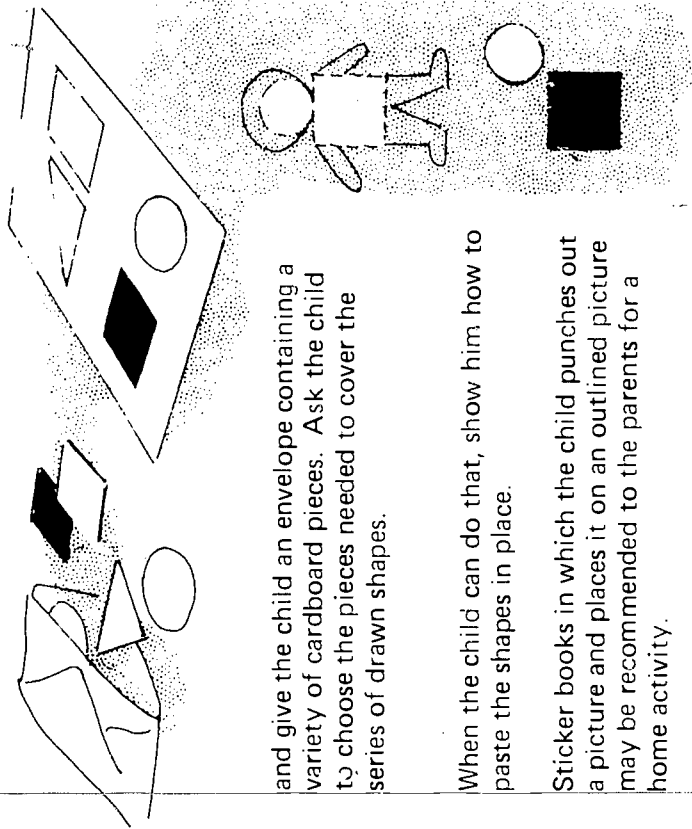 and give the child an envelope containing a
variety of cardboard pieces. Ask the child
to choose the pieces needed to cover the
series of drawn shapes.
When the child can do that, show him how to
paste the shapes in place.
Sticker books in which the child punches out
a picture and places it on an outlined picture
may be recommended to the parents for a
home activity.